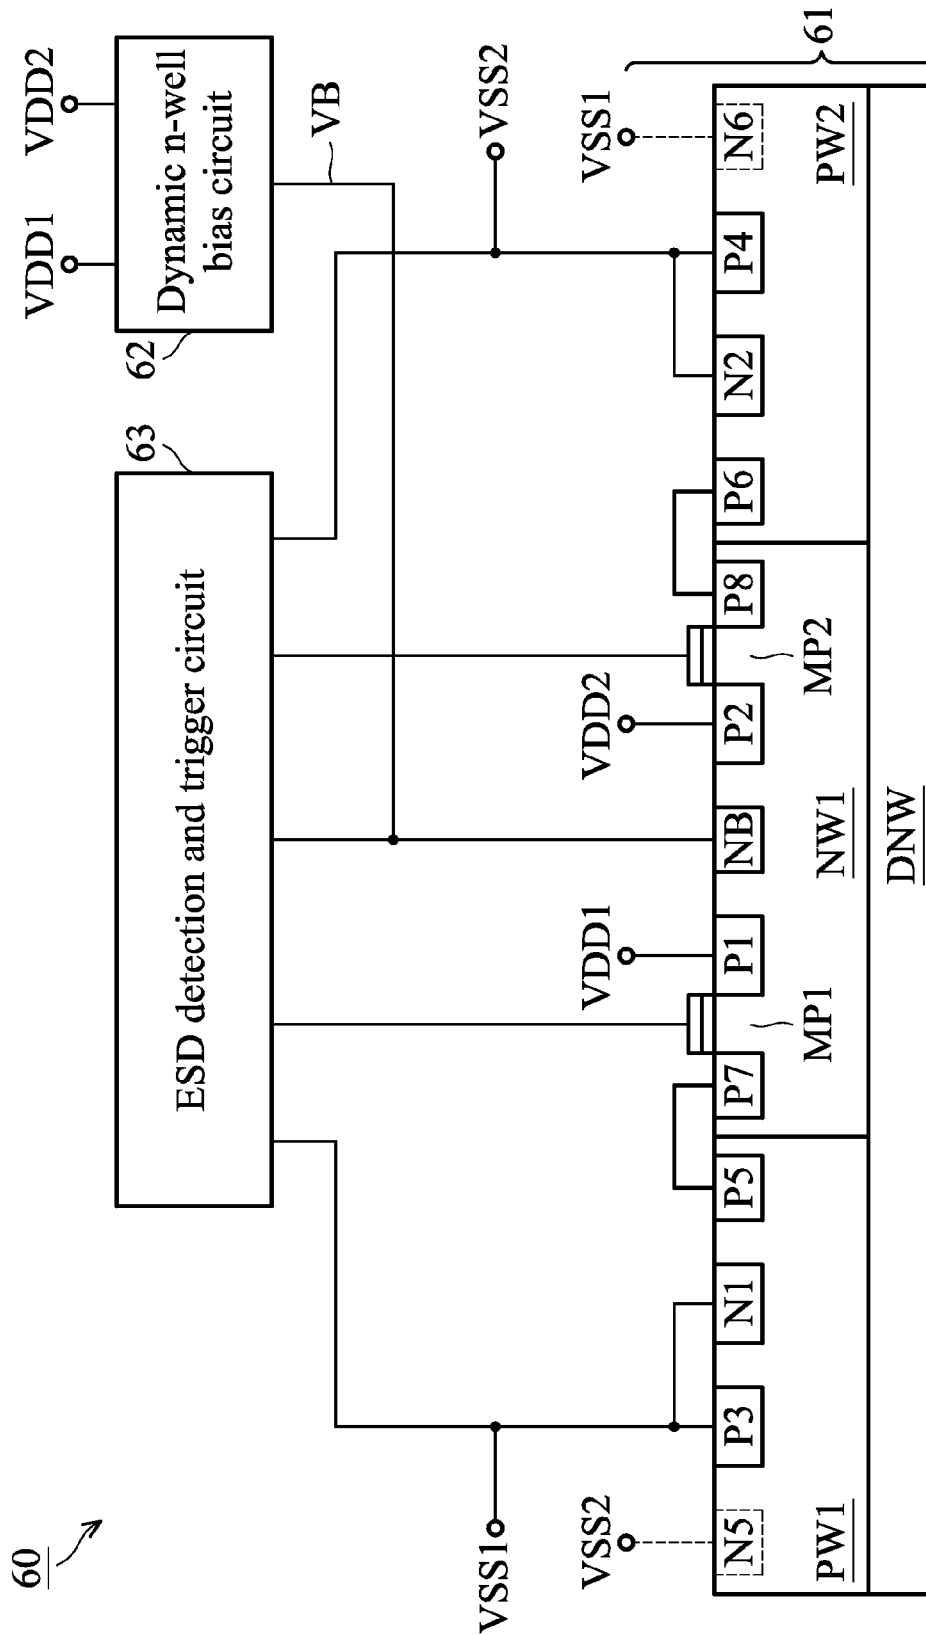 60
VDD1
VDD2
62
Dynamic n-well
bias circuit
63
ESD detection and trigger circuit
VB
VSS1
VSS2
VSS2
VDD1
VDD2
VSS1
61
N5
P3
N1
P5
P7
P1
NB
P2
P8
P6
N2
P4
N6
MP1
MP2
PW1
NW1
PW2
DNW